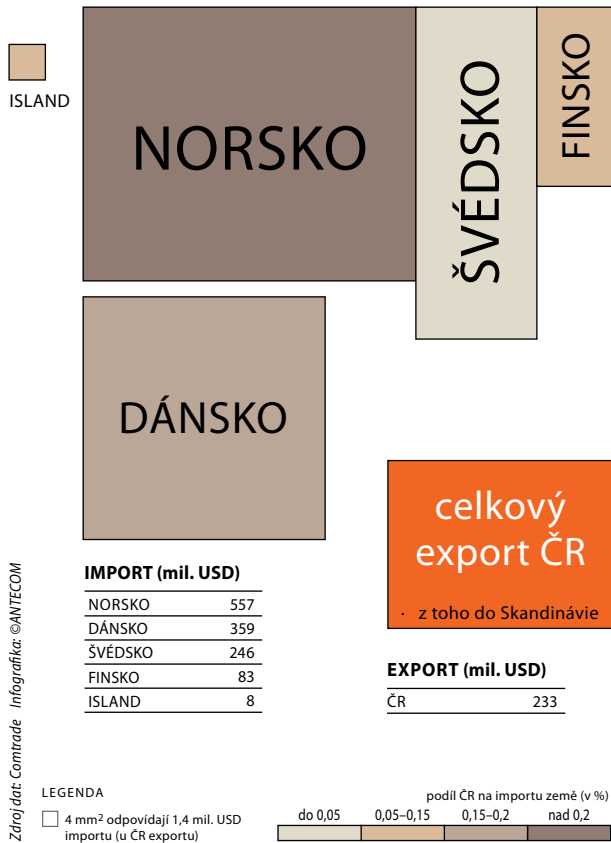 ISLAND
NORSKO
ŠVÉDSKO
FINSKO
DÁNSKO
celkový
export ČR
· z toho do Skandinávie
IMPORT (mil. USD)
NORSKO 557
DÁNSKO 359
ŠVÉDSKO 246
FINSKO 83
ISLAND 8
EXPORT (mil. USD)
ČR 233
Zdroj dat: Comtrade Infografika: ©ANTECOM
LEGENDA
4 mm² odpovídají 1,4 mil. USD
importu (u ČR exportu)
podíl ČR na importu země (v %)
do 0,05 0,05–0,15 0,15–0,2 nad 0,2